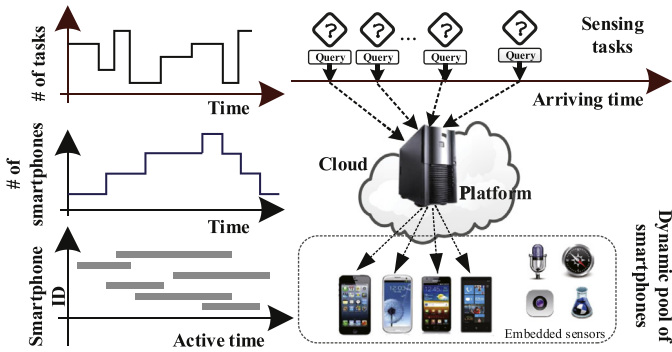 # of tasks
Time
# of
smartphones
Time
Smartphone
ID
Active time
? ? ... ? ?
Query Query Query Query
Sensing
tasks
Arriving time
Cloud
Platform
Dynamic pool of
smartphones
Embedded sensors